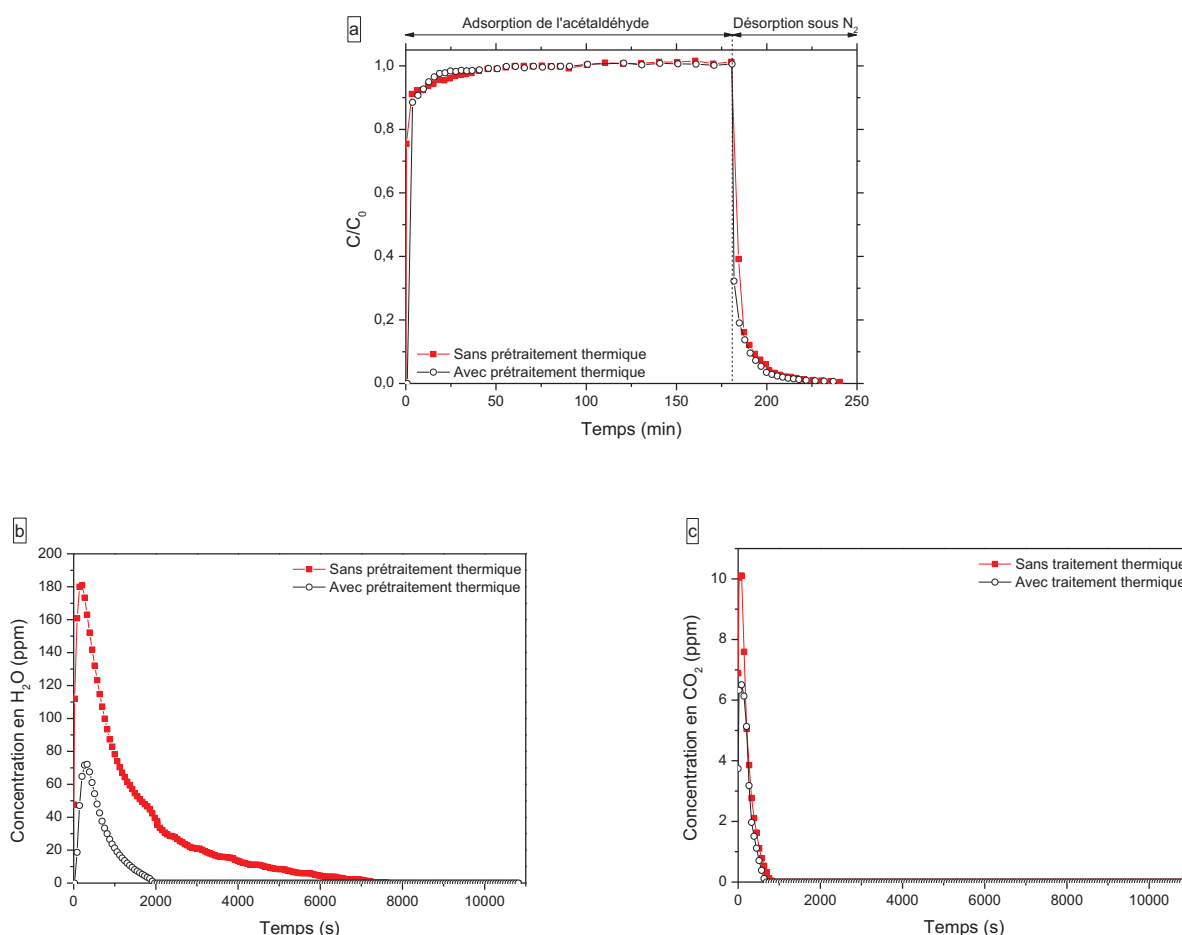 a
Adsorption de l'acétaldéhyde
Désorption sous N₂
1,0
0,8
0,6
0,4
0,2
0,0
C/C₀
Sans prétraitement thermique
Avec prétraitement thermique
0 50 100 150 200 250
Temps (min)
b
200
180
160
140
120
100
80
60
40
20
0
Concentration en H₂O (ppm)
Sans prétraitement thermique
Avec prétraitement thermique
0 2000 4000 6000 8000 10000
Temps (s)
c
10
8
6
4
2
0
Concentration en CO₂ (ppm)
Sans traitement thermique
Avec traitement thermique
0 2000 4000 6000 8000 10000
Temps (s)